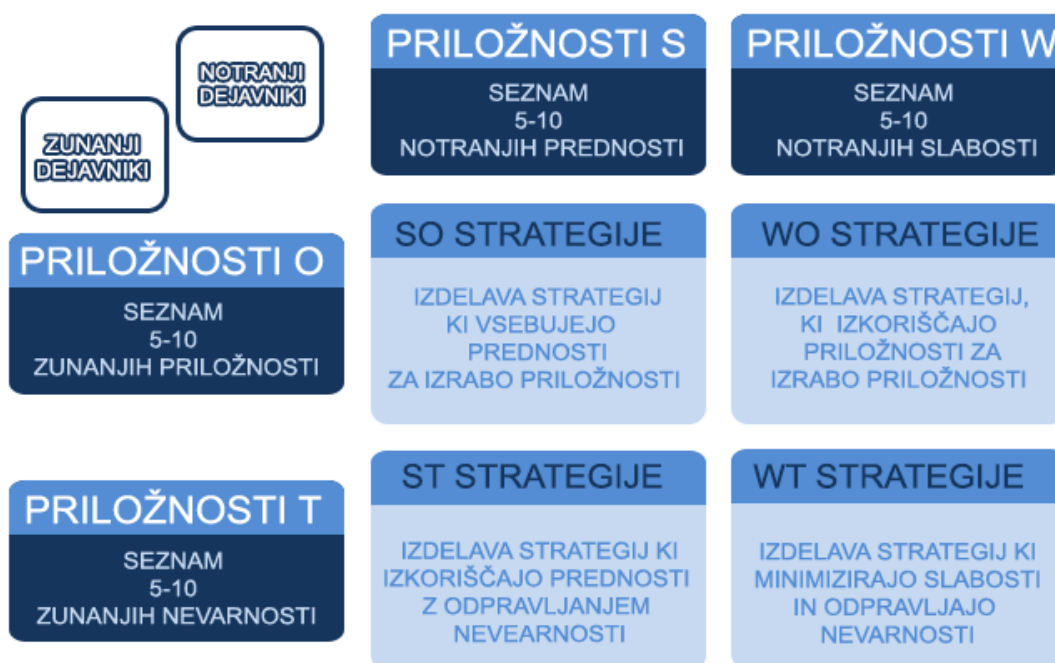 NOTRANJI
DEJAVNIKI
ZUNANJI
DEJAVNIKI
PRILOŽNOSTI S
SEZNAM
5-10
NOTRANJIH PREDNOSTI
PRILOŽNOSTI W
SEZNAM
5-10
NOTRANJIH SLABOSTI
PRILOŽNOSTI O
SEZNAM
5-10
ZUNANJIH PRILOŽNOSTI
SO STRATEGIJE
IZDELAVA STRATEGIJ
KI VSEBUJEJO
PREDNOSTI
ZA IZRABO PRILOŽNOSTI
WO STRATEGIJE
IZDELAVA STRATEGIJ,
KI IZKORIŠČAJO
PRILOŽNOSTI ZA
IZRABO PRILOŽNOSTI
PRILOŽNOSTI T
SEZNAM
5-10
ZUNANJIH NEVARNOSTI
ST STRATEGIJE
IZDELAVA STRATEGIJ KI
IZKORIŠČAJO PREDNOSTI
Z ODPRAVLJANJEM
NEVEARNOSTI
WT STRATEGIJE
IZDELAVA STRATEGIJ KI
MINIMIZIRAJO SLABOSTI
IN ODPRAVLJAJO
NEVARNOSTI